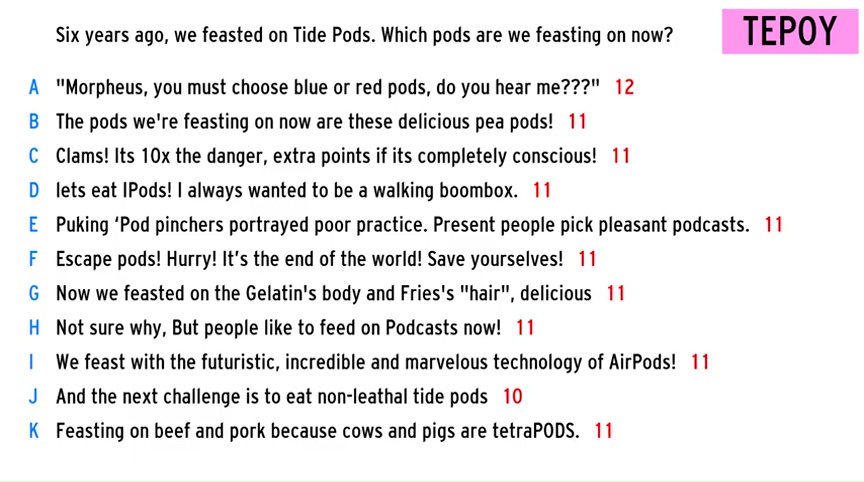 Six years ago, we feasted on Tide Pods. Which pods are we feasting on now?
TEPOY
A "Morpheus, you must choose blue or red pods, do you hear me???" 12
B The pods we're feasting on now are these delicious pea pods! 11
C Clams! Its 10x the danger, extra points if its completely conscious! 11
D lets eat IPods! I always wanted to be a walking boombox. 11
E Puking ‘Pod pinchers portrayed poor practice. Present people pick pleasant podcasts. 11
F Escape pods! Hurry! It’s the end of the world! Save yourselves! 11
G Now we feasted on the Gelatin's body and Fries's "hair", delicious 11
H Not sure why, But people like to feed on Podcasts now! 11
I We feast with the futuristic, incredible and marvelous technology of AirPods! 11
J And the next challenge is to eat non-leathal tide pods 10
K Feasting on beef and pork because cows and pigs are tetraPODS. 11